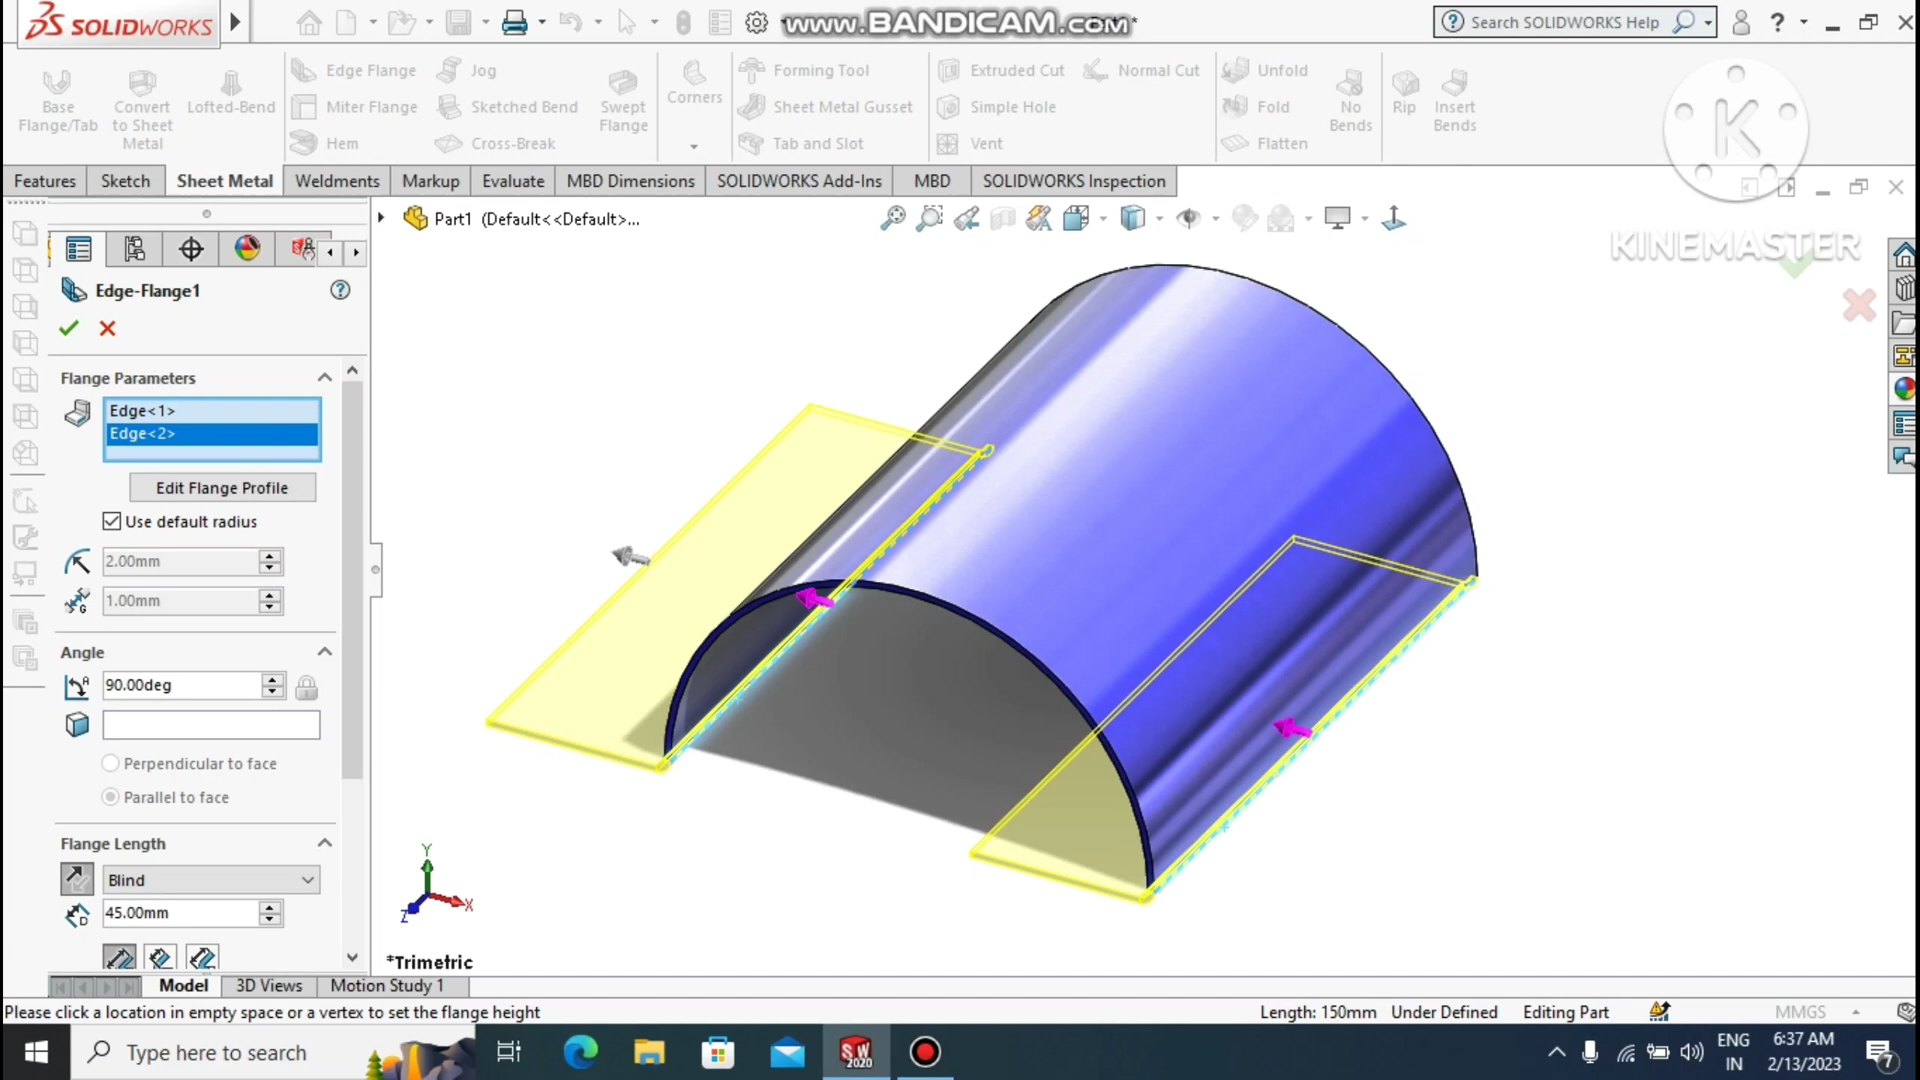 SOLIDWORKS
www.BANDICAM.com
Search SOLIDWORKS Help
Base Flange/Tab
Convert to Sheet Metal
Lofted-Bend
Edge Flange
Miter Flange
Hem
Jog
Sketched Bend
Cross-Break
Swept Flange
Corners
Forming Tool
Sheet Metal Gusset
Tab and Slot
Extruded Cut
Simple Hole
Vent
Normal Cut
Unfold
Fold
Flatten
No Bends
Rip
Insert Bends
K
KINEMASTER
Features
Sketch
Sheet Metal
Weldments
Markup
Evaluate
MBD Dimensions
SOLIDWORKS Add-Ins
MBD
SOLIDWORKS Inspection
Part1 (Default<<Default>...
Edge-Flange1
Flange Parameters
Edge<1>
Edge<2>
Edit Flange Profile
Use default radius
2.00mm
1.00mm
Angle
90.00deg
Perpendicular to face
Parallel to face
Flange Length
Blind
45.00mm
Y
X
Z
*Trimetric
Model
3D Views
Motion Study 1
Please click a location in empty space or a vertex to set the flange height
Length: 150mm
Under Defined
Editing Part
MMGS
Type here to search
SW
2020
ENG
IN
6:37 AM
2/13/2023
7